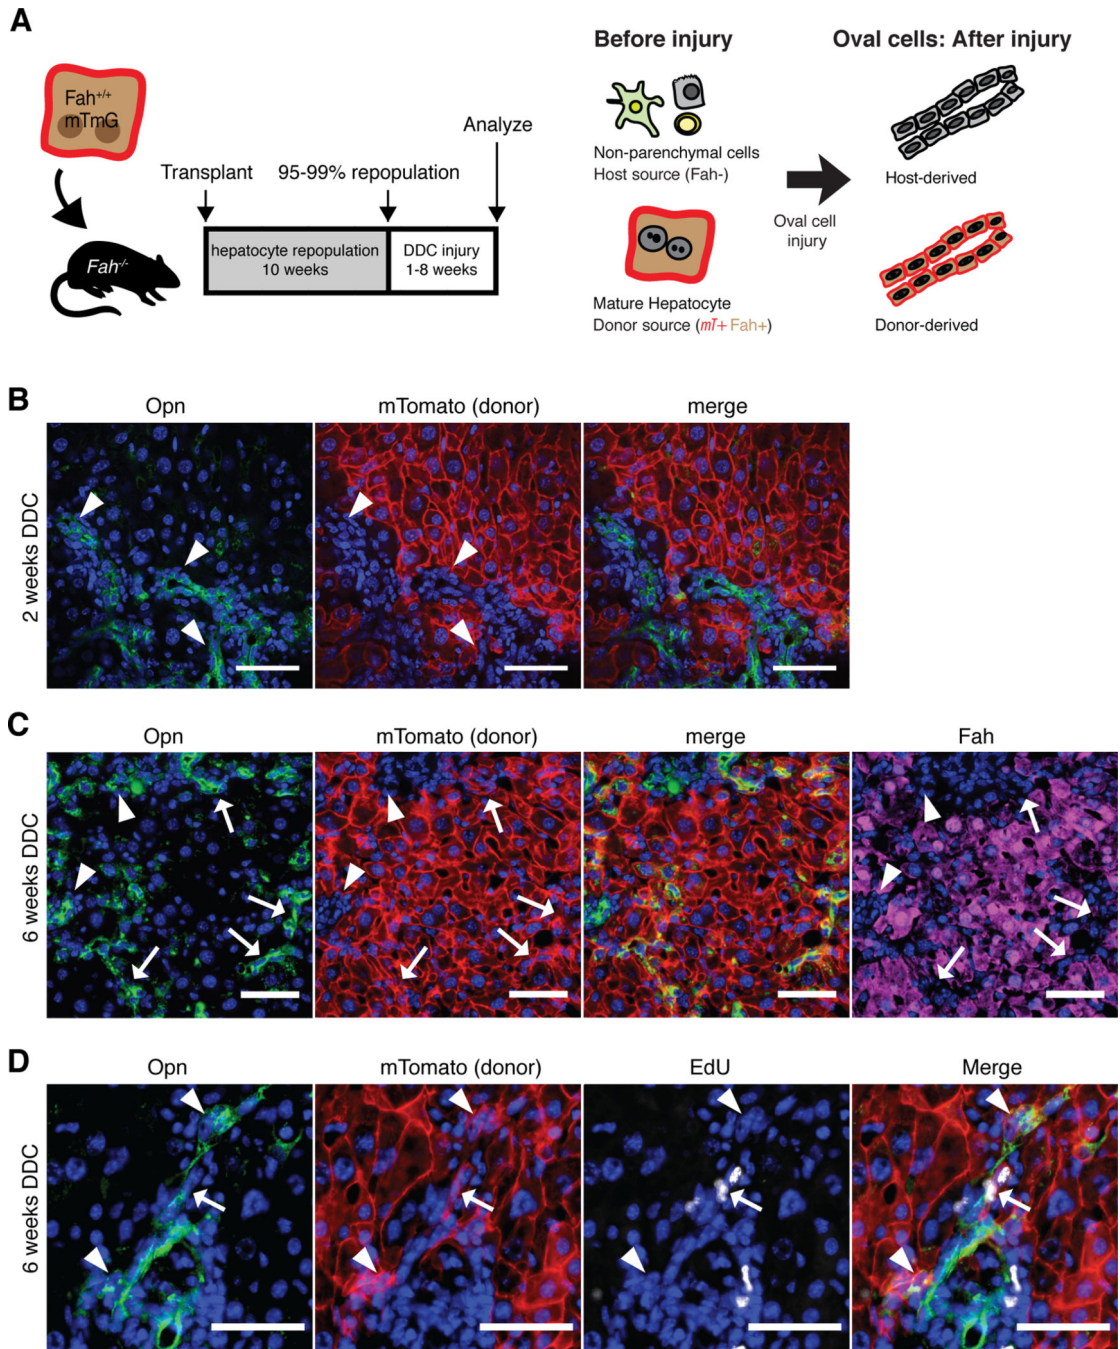 A
Fah+/+
mTmG
Fah-/-
Transplant
95-99% repopulation
Analyze
hepatocyte repopulation
10 weeks
DDC injury
1-8 weeks
Before injury
Non-parenchymal cells
Host source (Fah-)
Mature Hepatocyte
Donor source (mT+ Fah+)
Oval cell
injury
Oval cells: After injury
Host-derived
Donor-derived
B
Opn
mTomato (donor)
merge
2 weeks DDC
C
Opn
mTomato (donor)
merge
Fah
6 weeks DDC
D
Opn
mTomato (donor)
EdU
Merge
6 weeks DDC